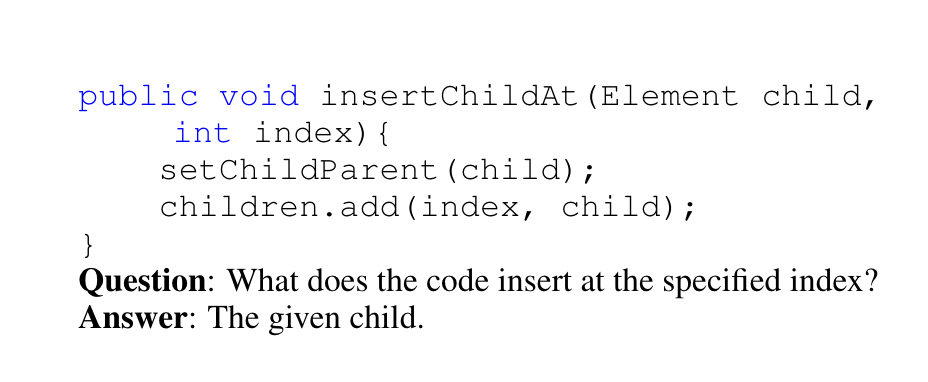 public void insertChildAt(Element child,
int index){
setChildParent(child);
children.add(index, child);
}
Question: What does the code insert at the specified index?
Answer: The given child.